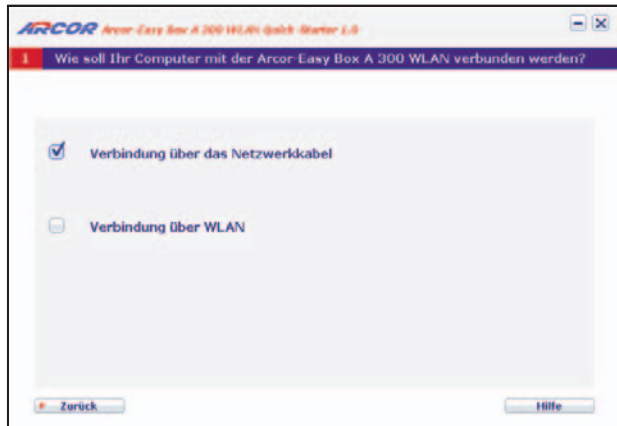 ARCOR Arcor-Easy Box A 300 WLAN Quick-Starter 1.0
1 Wie soll Ihr Computer mit der Arcor-Easy Box A 300 WLAN verbunden werden?
Verbindung über das Netzwerkkabel
Verbindung über WLAN
Zurück
Hilfe